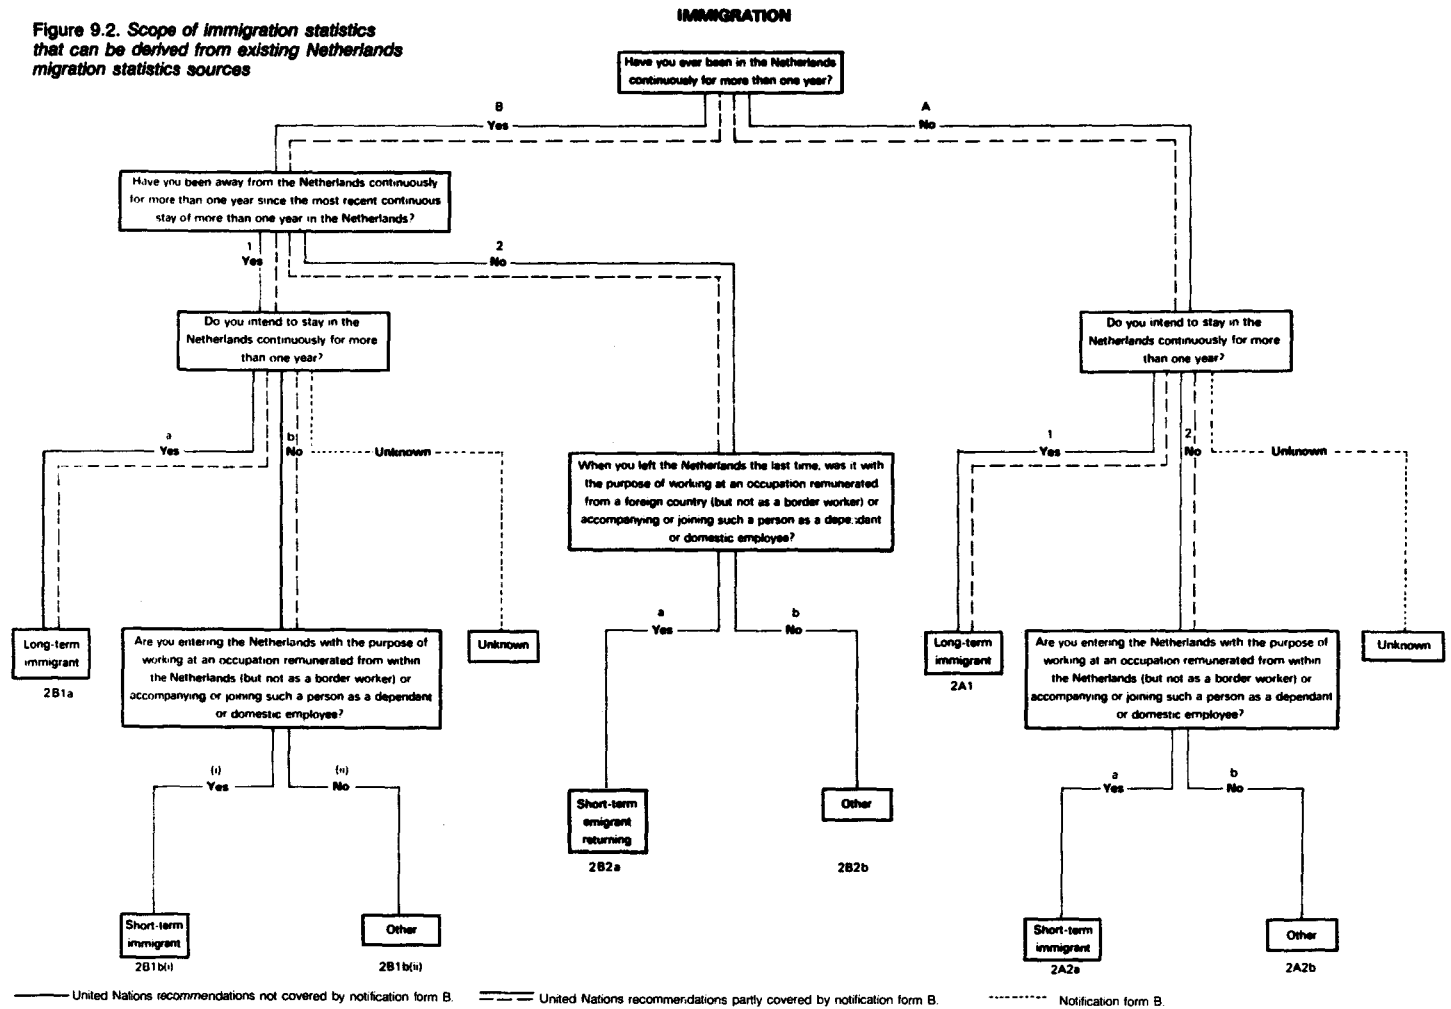 IMMIGRATION
Figure 9.2. Scope of immigration statistics
that can be derived from existing Netherlands
migration statistics sources
Have you ever been in the Netherlands
continuously for more than one year?
B
Yes
A
No
Have you been away from the Netherlands continuously
for more than one year since the most recent continuous
stay of more than one year in the Netherlands?
1
Yes
2
No
Do you intend to stay in the
Netherlands continuously for more
than one year?
Do you intend to stay in the
Netherlands continuously for more
than one year?
a
Yes
b
No
Unknown
When you left the Netherlands the last time, was it with
the purpose of working at an occupation remunerated
from a foreign country (but not as a border worker) or
accompanying or joining such a person as a dependant
or domestic employee?
1
Yes
2
No
Unknown
Long-term
immigrant
2B1a
Are you entering the Netherlands with the purpose of
working at an occupation remunerated from within
the Netherlands (but not as a border worker) or
accompanying or joining such a person as a dependant
or domestic employee?
Unknown
a
Yes
b
No
Long-term
immigrant
2A1
Are you entering the Netherlands with the purpose of
working at an occupation remunerated from within
the Netherlands (but not as a border worker) or
accompanying or joining such a person as a dependant
or domestic employee?
Unknown
(i)
Yes
(ii)
No
Short-term
emigrant
returning
2B2a
Other
2B2b
a
Yes
b
No
Short-term
immigrant
2B1b(i)
Other
2B1b(ii)
Short-term
immigrant
2A2a
Other
2A2b
United Nations recommendations not covered by notification form B.
United Nations recommendations partly covered by notification form B.
Notification form B.